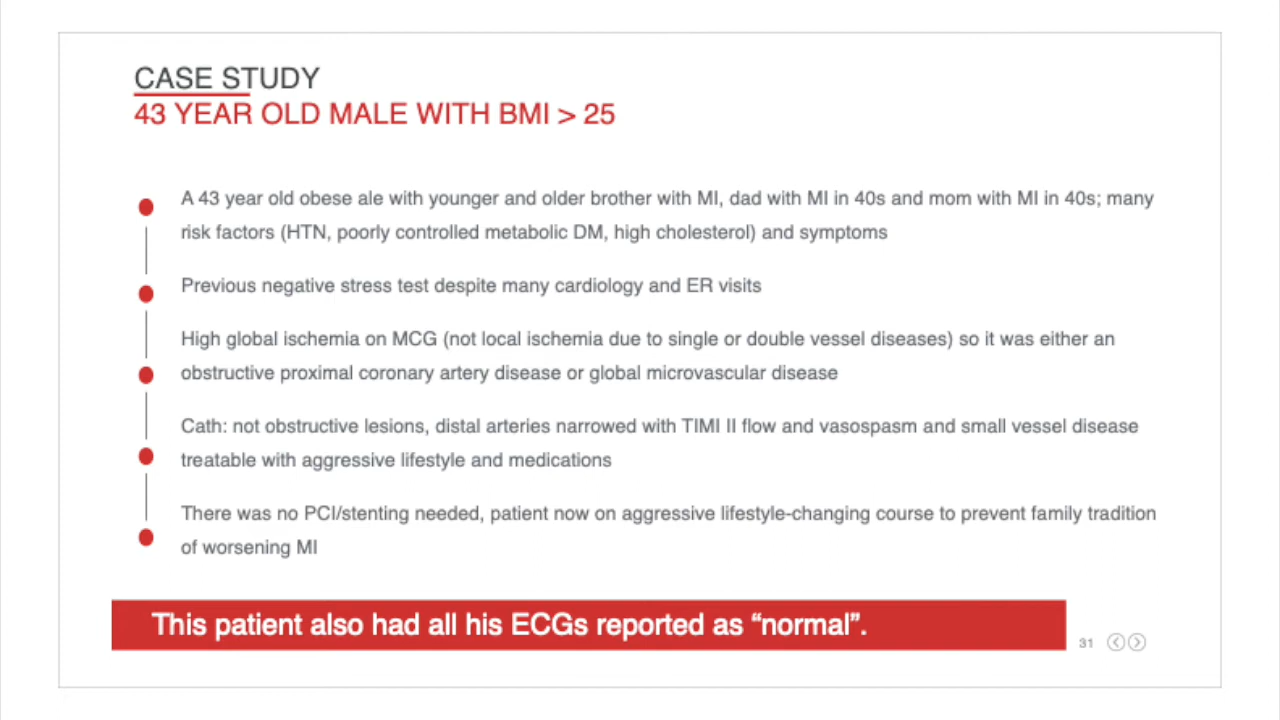 CASE STUDY
43 YEAR OLD MALE WITH BMI > 25
A 43 year old obese ale with younger and older brother with MI, dad with MI in 40s and mom with MI in 40s; many
risk factors (HTN, poorly controlled metabolic DM, high cholesterol) and symptoms
Previous negative stress test despite many cardiology and ER visits
High global ischemia on MCG (not local ischemia due to single or double vessel diseases) so it was either an
obstructive proximal coronary artery disease or global microvascular disease
Cath: not obstructive lesions, distal arteries narrowed with TIMI II flow and vasospasm and small vessel disease
treatable with aggressive lifestyle and medications
There was no PCI/stenting needed, patient now on aggressive lifestyle-changing course to prevent family tradition
of worsening MI
This patient also had all his ECGs reported as “normal”.
31